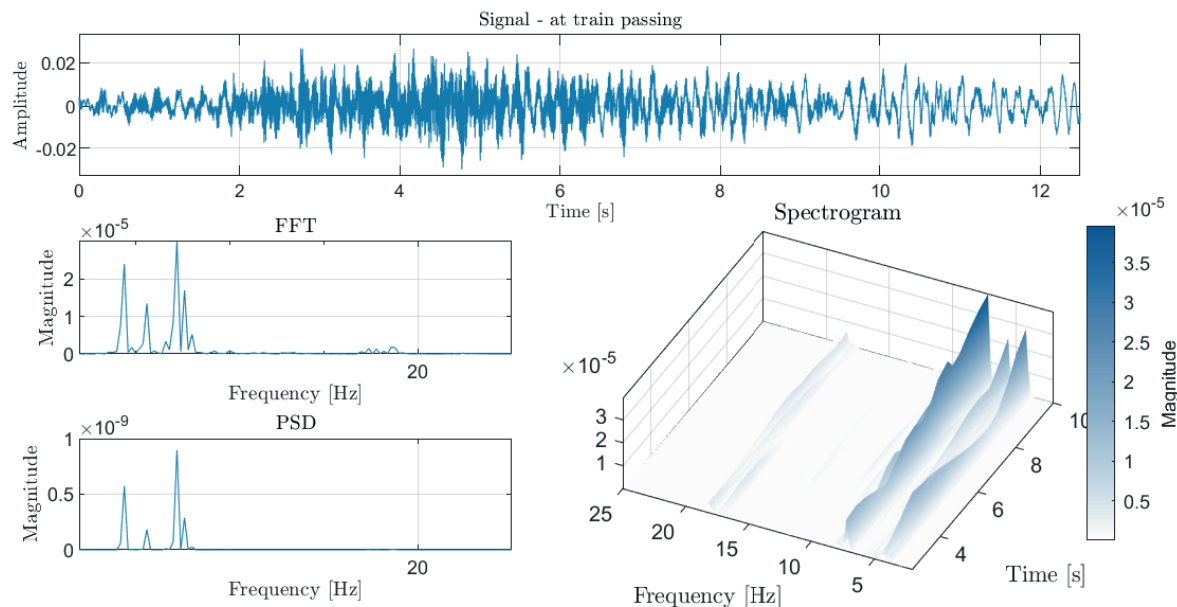 Signal - at train passing
Amplitude
0.02
0
-0.02
0 2 4 6 8 10 12
Time [s]
FFT
×10-5
Magnitude
2
1
0
20
Frequency [Hz]
PSD
×10-9
Magnitude
1
0.5
0
20
Frequency [Hz]
Spectrogram
×10-5
3
2
1
25 20 15 10 5
Frequency [Hz]
4 6 8 10
Time [s]
×10-5
3.5
3
2.5
2
1.5
1
0.5
Magnitude